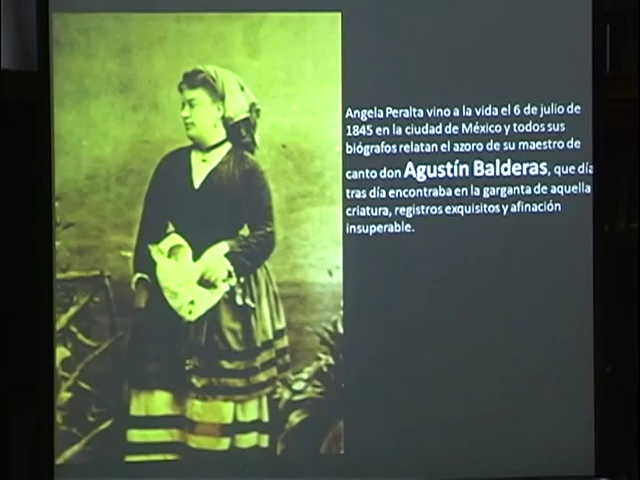 Angela Peralta vino a la vida el 6 de julio de
1845 en la ciudad de México y todos sus
biógrafos relatan el azoro de su maestro de
canto don Agustín Balderas, que día
tras día encontraba en la garganta de aquella
criatura, registros exquisitos y afinación
insuperable.